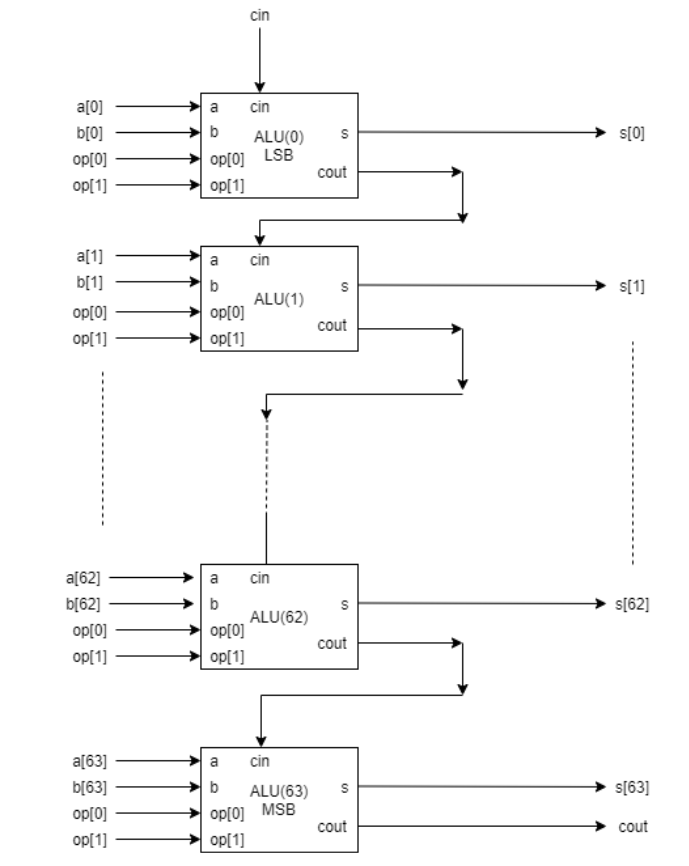 cin
a[0] a cin
b[0] b ALU(0) s s[0]
op[0] op[0] LSB
cout
op[1] op[1]
a[1] a cin
b[1] b s s[1]
ALU(1)
op[0] op[0]
cout
op[1] op[1]
a[62] a cin
b[62] b s s[62]
ALU(62)
op[0] op[0]
cout
op[1] op[1]
a[63] a cin
b[63] b ALU(63) s s[63]
op[0] op[0] MSB
cout cout
op[1] op[1]